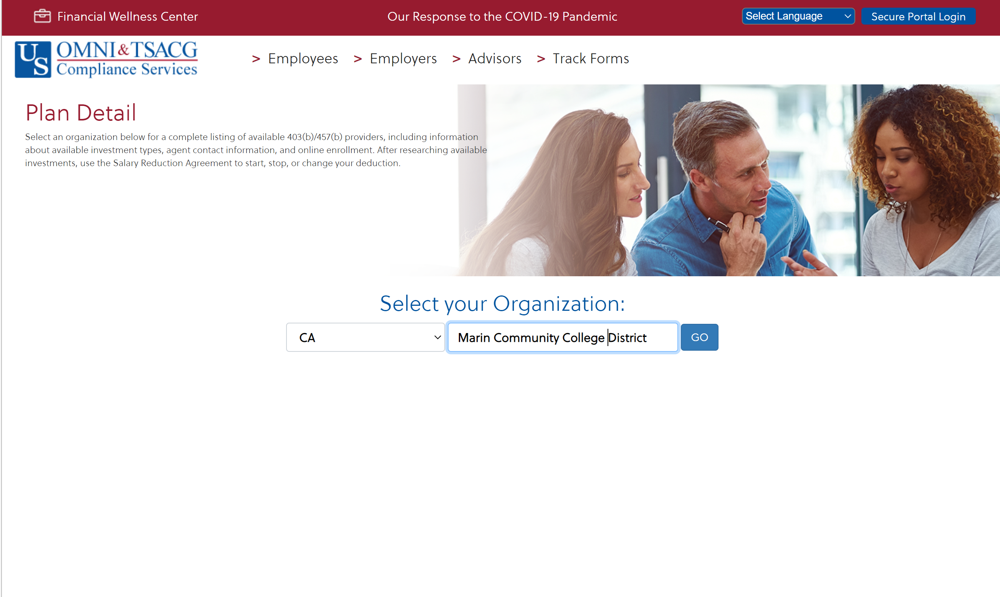 Financial Wellness Center
Our Response to the COVID-19 Pandemic
Select Language
Secure Portal Login
US
OMNI&TSACG
Compliance Services
> Employees > Employers > Advisors > Track Forms
Plan Detail
Select an organization below for a complete listing of available 403(b)/457(b) providers, including information
about available investment types, agent contact information, and online enrollment. After researching available
investments, use the Salary Reduction Agreement to start, stop, or change your deduction.
Select your Organization:
CA
Marin Community College District
GO